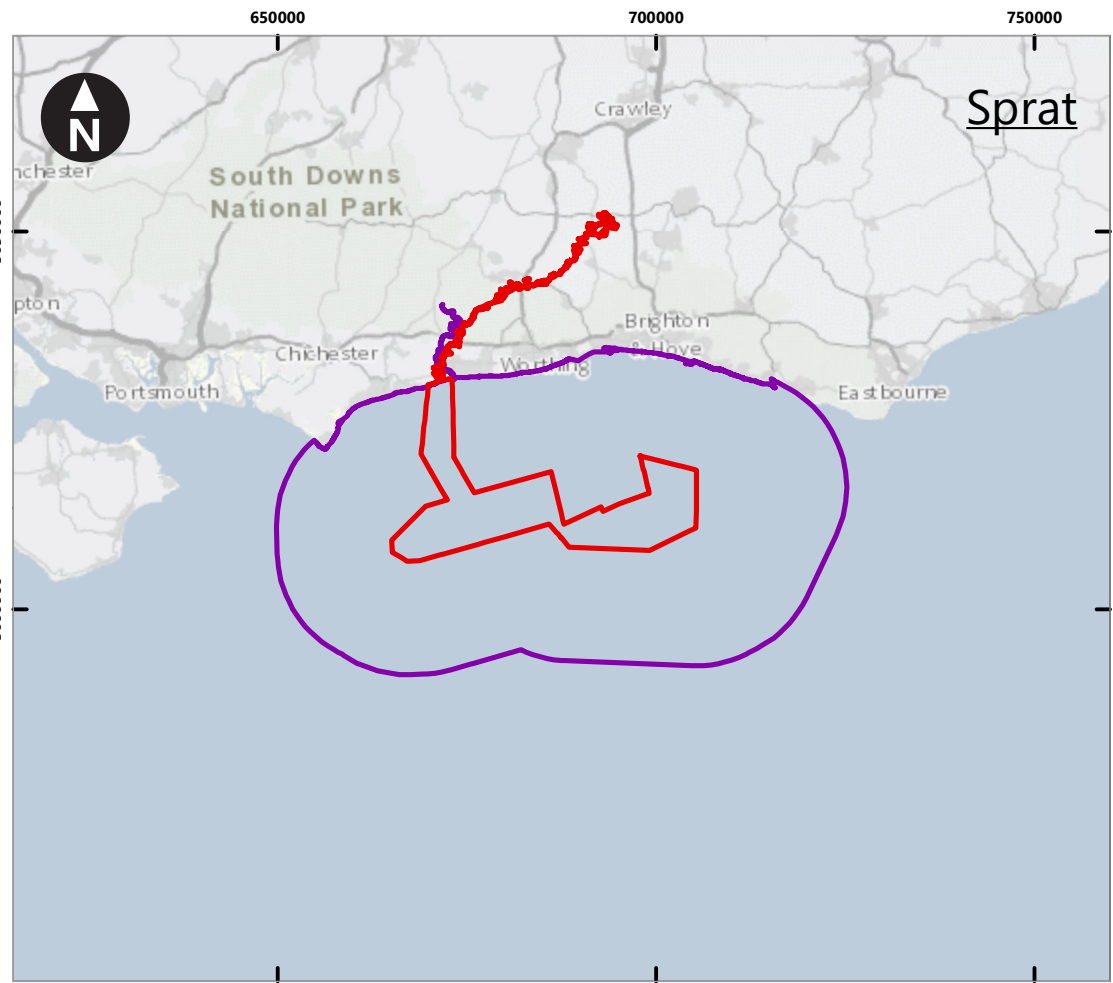 650000 700000 750000
Sprat
N
Crawley
nchester
South Downs
National Park
pton
Brighton
& Hove
Chichester
Worthing
Portsmouth
Eastbourne